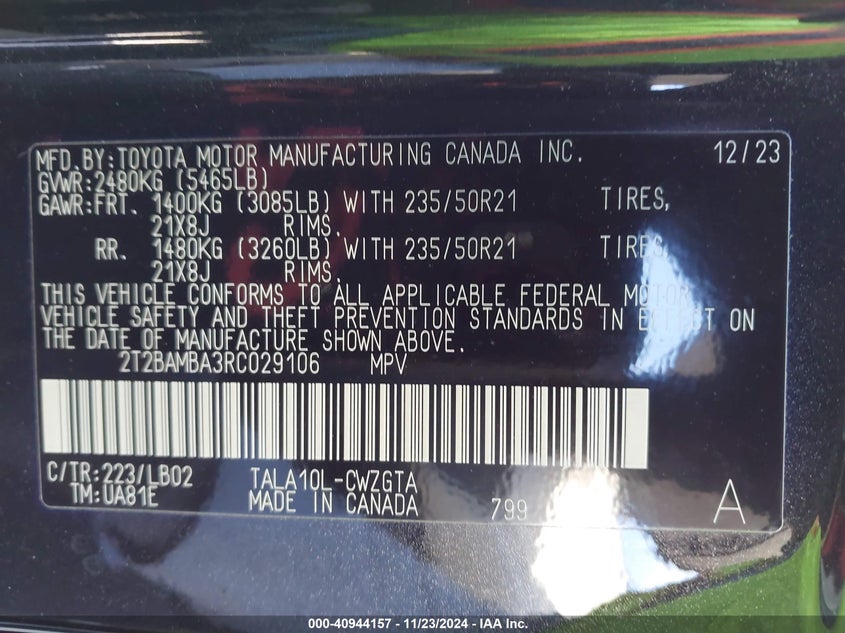 MFD.BY:TOYOTA MOTOR MANUFACTURING CANADA INC. 12/23
GVWR:2480KG (5465LB)
GAWR:FRT. 1400KG (3085LB) WITH 235/50R21 TIRES,
21X8J RIMS.
RR. 1480KG (3260LB) WITH 235/50R21 TIRES,
21X8J RIMS.
THIS VEHICLE CONFORMS TO ALL APPLICABLE FEDERAL MOTOR
VEHICLE SAFETY AND THEFT PREVENTION STANDARDS IN EFFECT ON
THE DATE OF MANUFACTURE SHOWN ABOVE.
2T2BAMBA3RC029106 MPV
C/TR:223/LB02 TALA10L-CWZGTA
TM:UA81E MADE IN CANADA 799 A
000-40944157 - 11/23/2024 - IAA Inc.